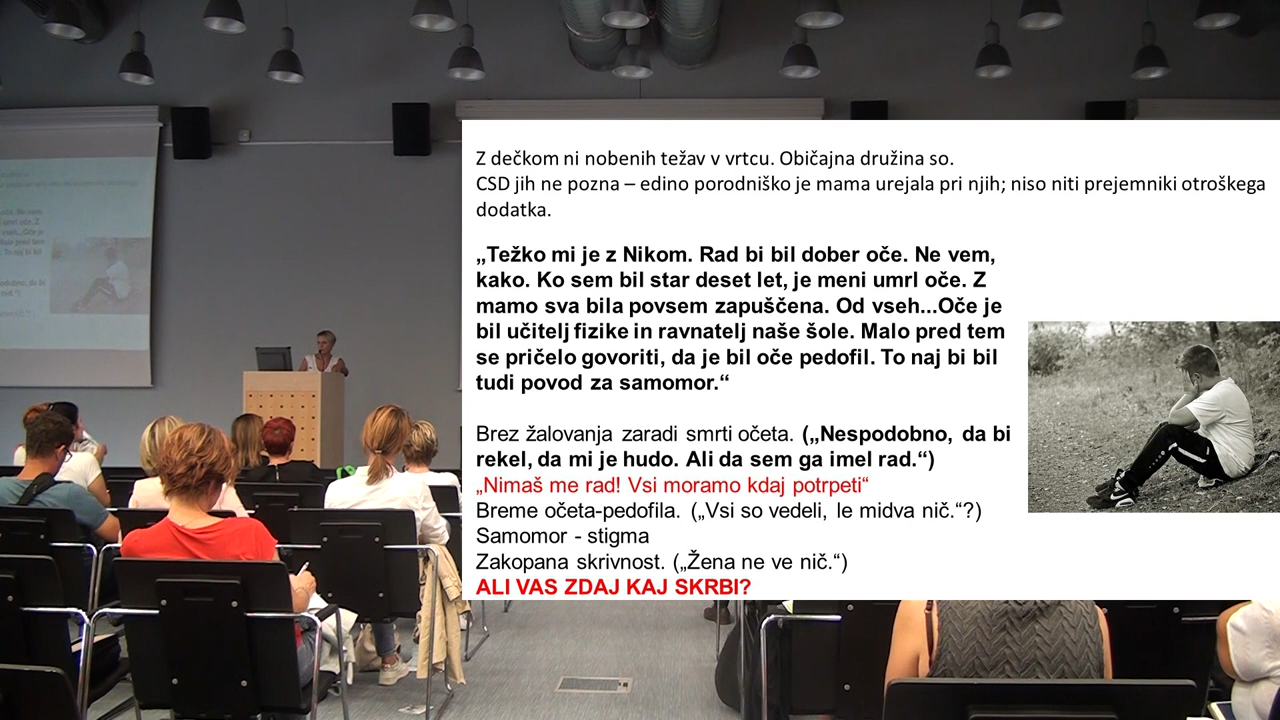 Z dečkom ni nobenih težav v vrtcu. Običajna družina so.
CSD jih ne pozna – edino porodniško je mama urejala pri njih; niso niti prejemniki otroškega
dodatka.
„Težko mi je z Nikom. Rad bi bil dober oče. Ne vem,
kako. Ko sem bil star deset let, je meni umrl oče. Z
mamo sva bila povsem zapuščena. Od vseh...Oče je
bil učitelj fizike in ravnatelj naše šole. Malo pred tem
se pričelo govoriti, da je bil oče pedofil. To naj bi bil
tudi povod za samomor.“
Brez žalovanja zaradi smrti očeta. („Nespodobno, da bi
rekel, da mi je hudo. Ali da sem ga imel rad.“)
„Nimaš me rad! Vsi moramo kdaj potrpeti“
Breme očeta-pedofila. („Vsi so vedeli, le midva nič.“?)
Samomor - stigma
Zakopana skrivnost. („Žena ne ve nič.“)
ALI VAS ZDAJ KAJ SKRBI?